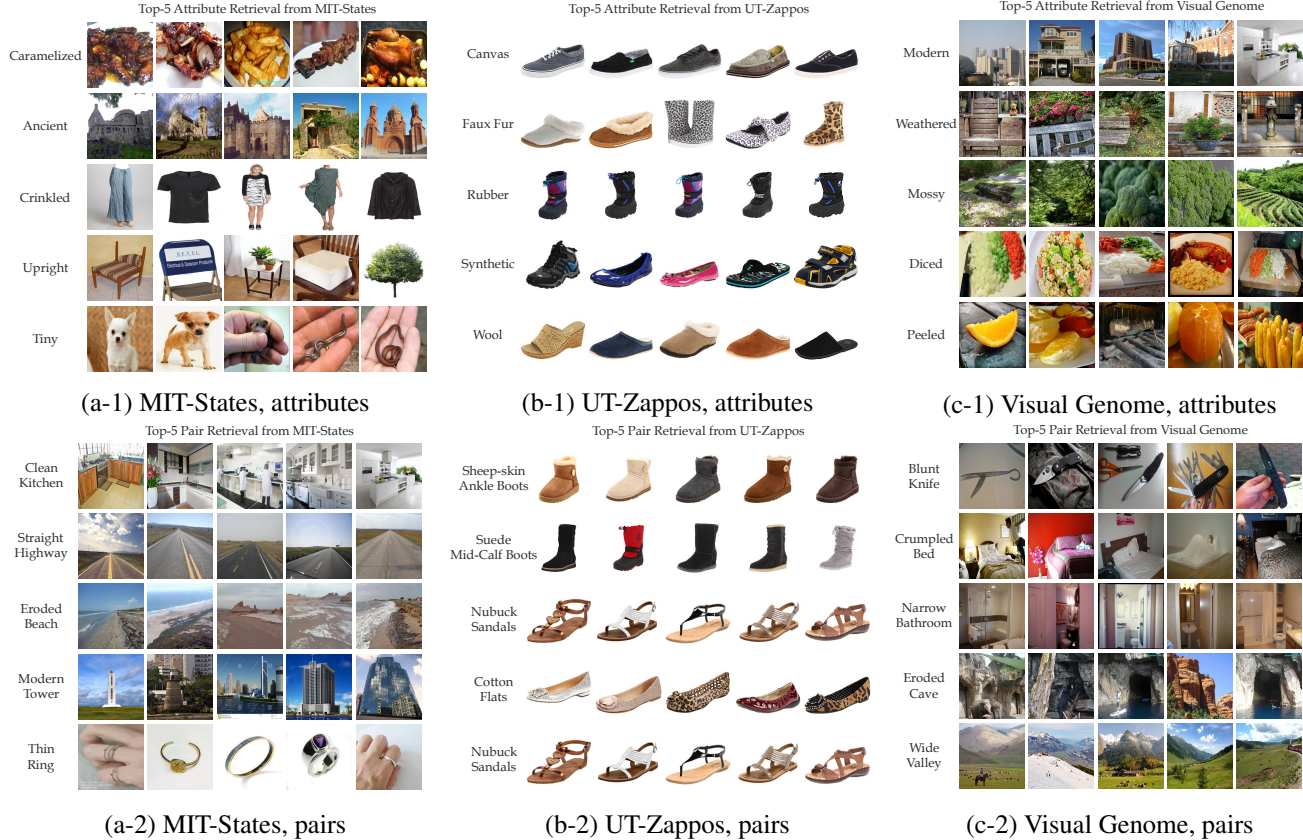 Top-5 Attribute Retrieval from MIT-States
Caramelized
Ancient
Crinkled
Upright
Tiny
(a-1) MIT-States, attributes
Top-5 Attribute Retrieval from UT-Zappos
Canvas
Faux Fur
Rubber
Synthetic
Wool
(b-1) UT-Zappos, attributes
Top-5 Attribute Retrieval from Visual Genome
Modern
Weathered
Mossy
Diced
Peeled
(c-1) Visual Genome, attributes
Top-5 Pair Retrieval from MIT-States
Clean
Kitchen
Straight
Highway
Eroded
Beach
Modern
Tower
Thin
Ring
(a-2) MIT-States, pairs
Top-5 Pair Retrieval from UT-Zappos
Sheep-skin
Ankle Boots
Suede
Mid-Calf Boots
Nubuck
Sandals
Cotton
Flats
Nubuck
Sandals
(b-2) UT-Zappos, pairs
Top-5 Pair Retrieval from Visual Genome
Blunt
Knife
Crumpled
Bed
Narrow
Bathroom
Eroded
Cave
Wide
Valley
(c-2) Visual Genome, pairs